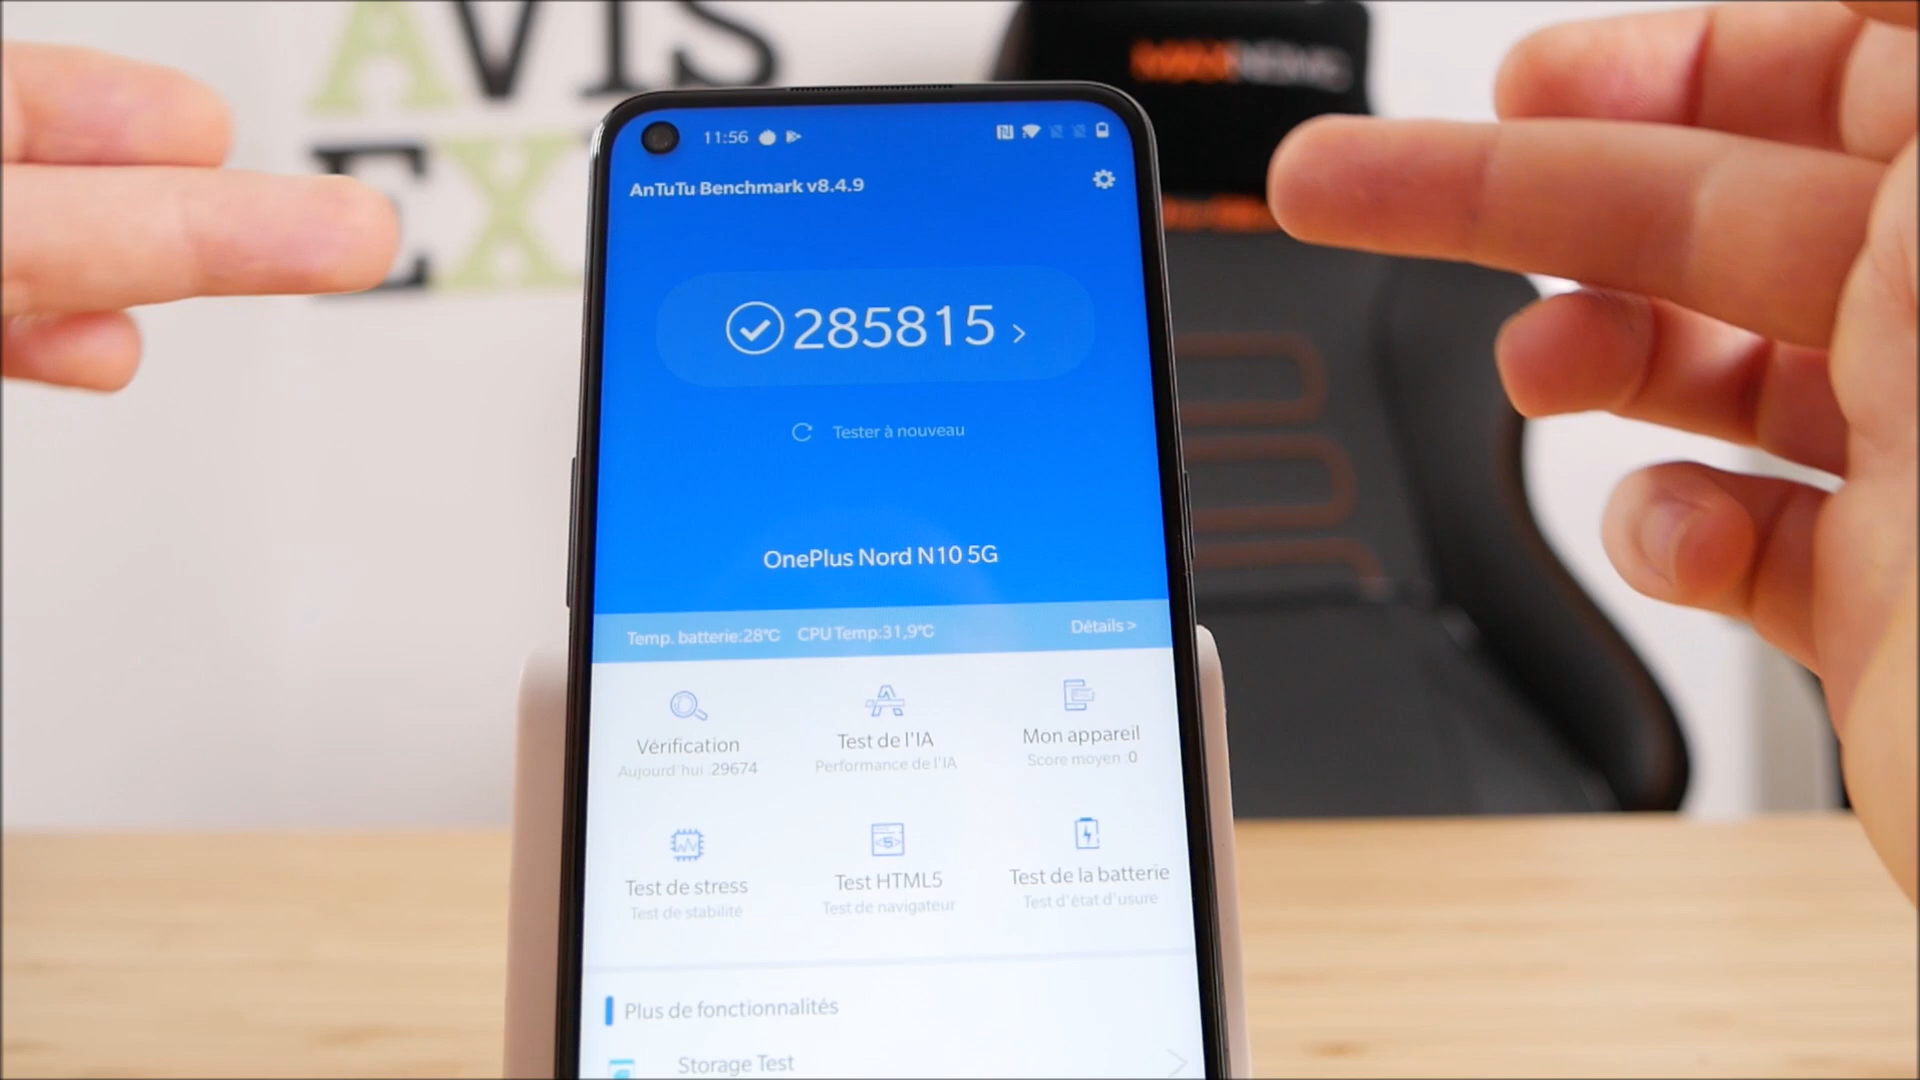 AVIS
EX
11:56
AnTuTu Benchmark v8.4.9
285815 >
Tester à nouveau
OnePlus Nord N10 5G
Temp. batterie:28℃ CPU Temp:31,9℃ Détails >
Vérification
Aujourd'hui :29674
Test de l'IA
Performance de l'IA
Mon appareil
Score moyen :0
Test de stress
Test de stabilité
Test HTML5
Test de navigateur
Test de la batterie
Test d'état d'usure
Plus de fonctionnalités
Storage Test